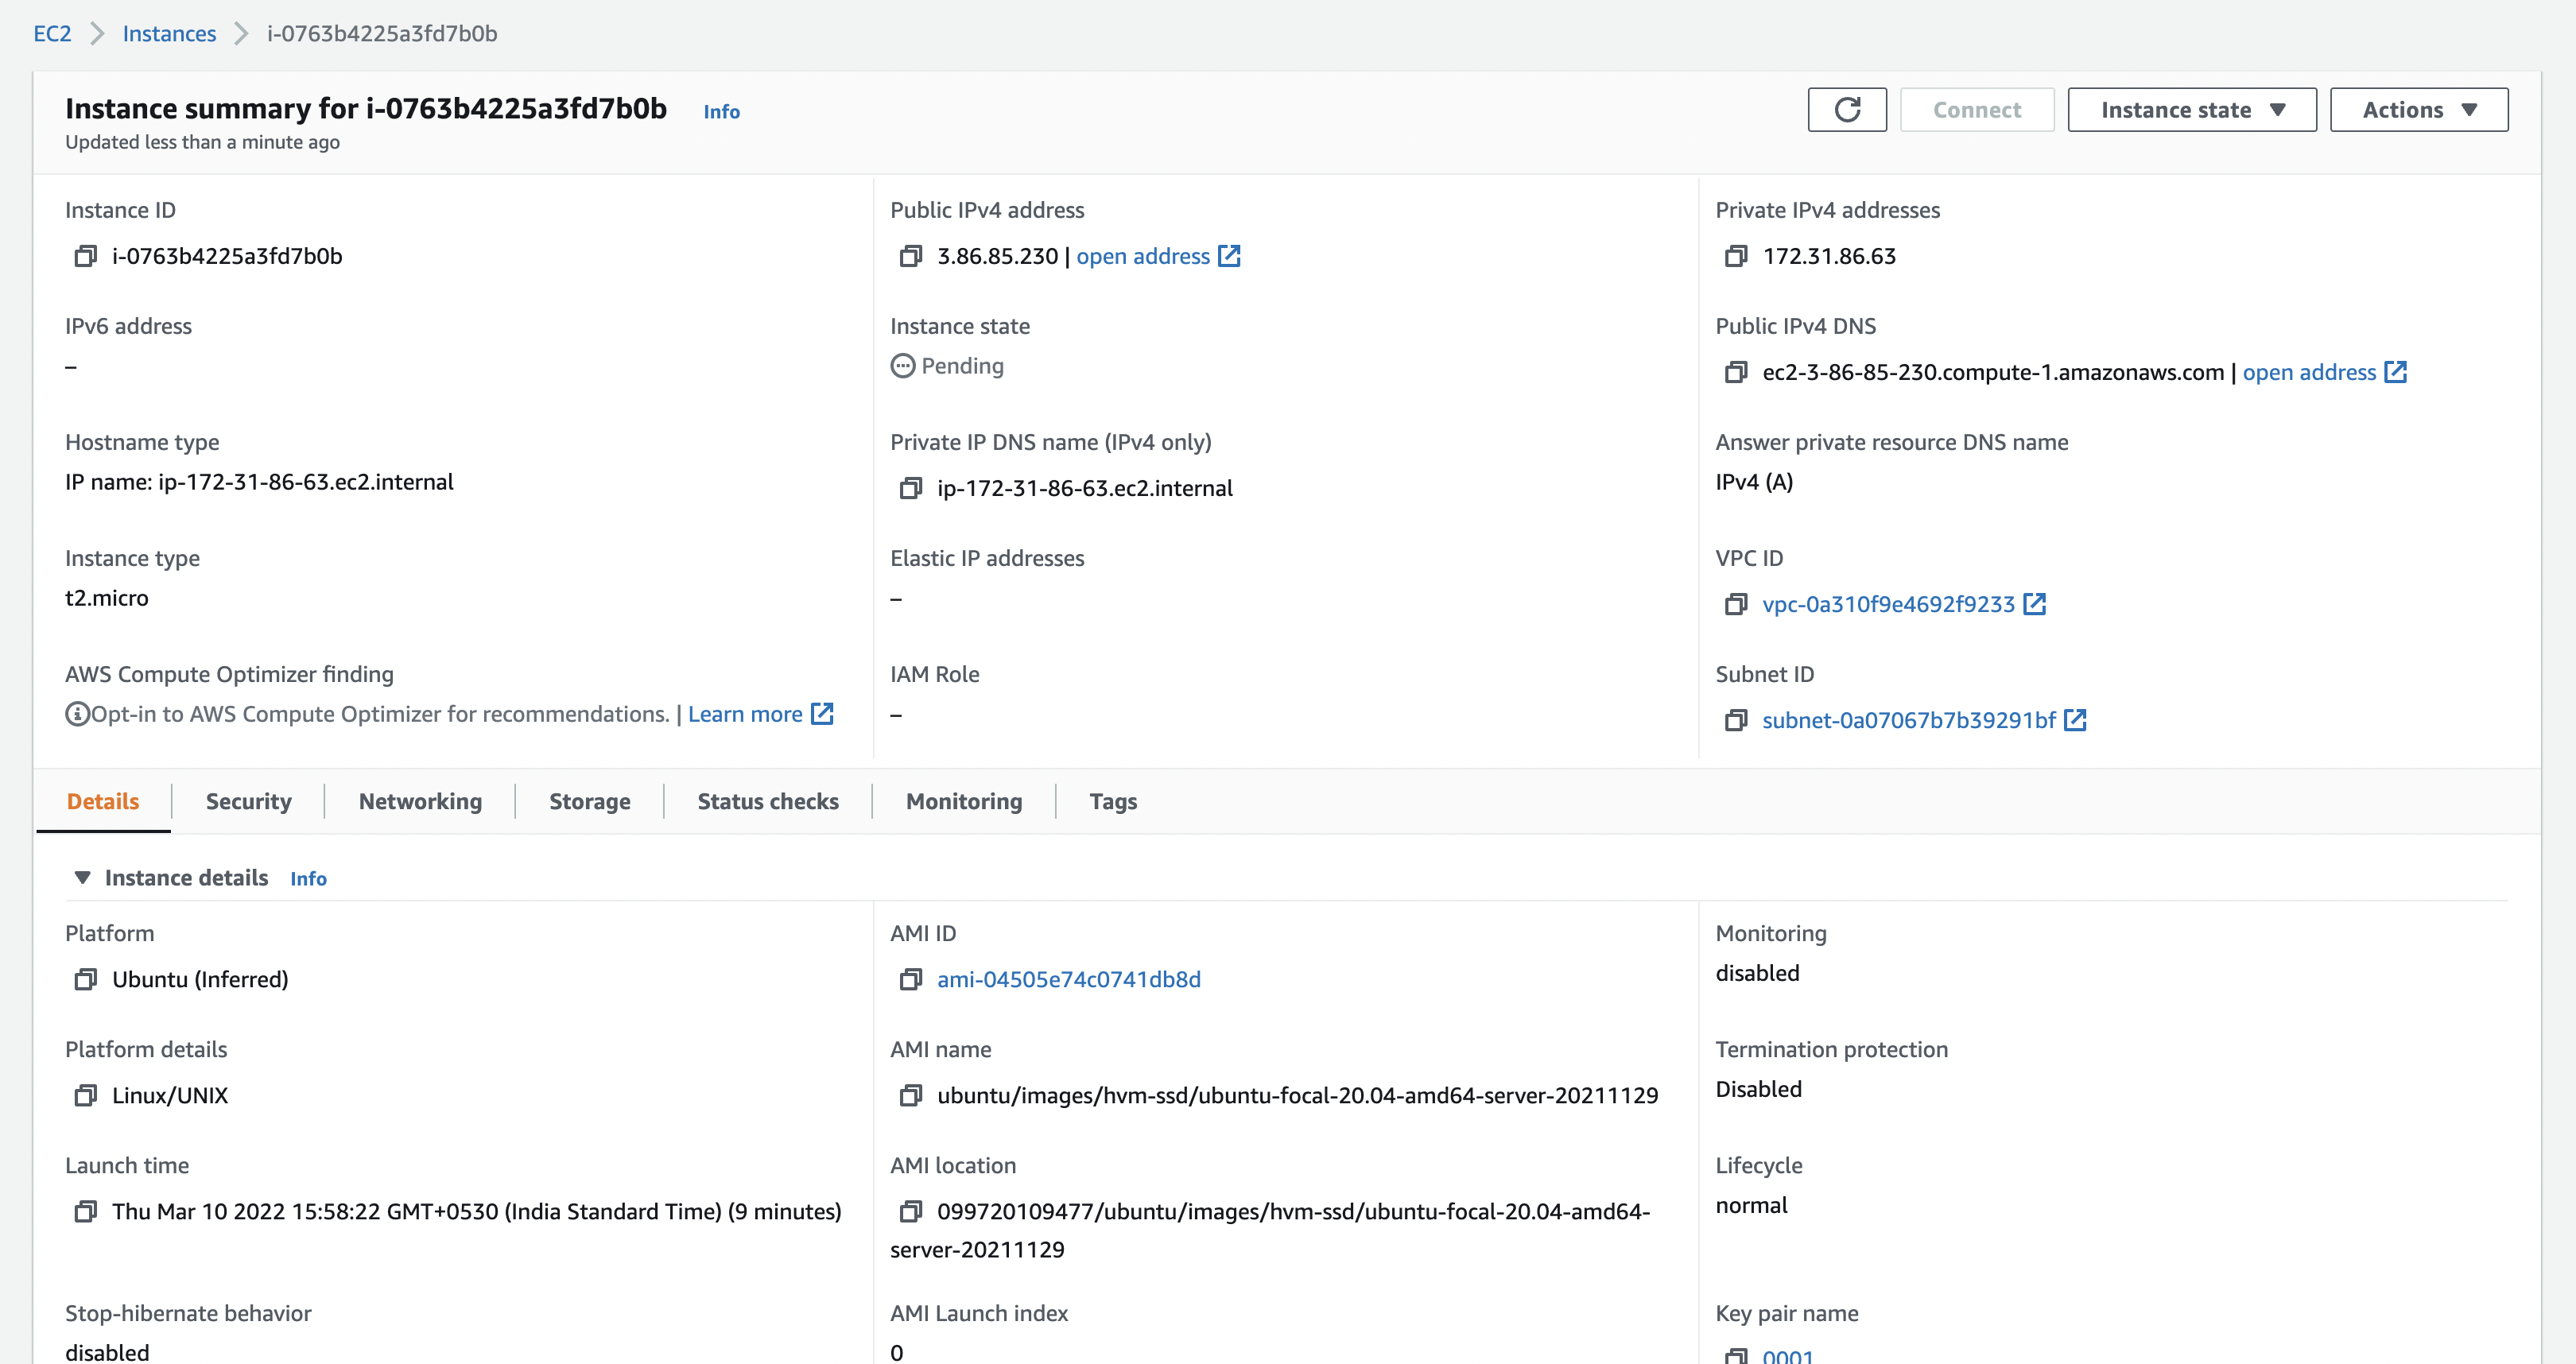 EC2 > Instances > i-0763b4225a3fd7b0b
Instance summary for i-0763b4225a3fd7b0b Info
Updated less than a minute ago
Connect
Instance state
Actions
Instance ID
i-0763b4225a3fd7b0b
Public IPv4 address
3.86.85.230 | open address
Private IPv4 addresses
172.31.86.63
IPv6 address
–
Instance state
Pending
Public IPv4 DNS
ec2-3-86-85-230.compute-1.amazonaws.com | open address
Hostname type
IP name: ip-172-31-86-63.ec2.internal
Private IP DNS name (IPv4 only)
ip-172-31-86-63.ec2.internal
Answer private resource DNS name
IPv4 (A)
Instance type
t2.micro
Elastic IP addresses
–
VPC ID
vpc-0a310f9e4692f9233
AWS Compute Optimizer finding
Opt-in to AWS Compute Optimizer for recommendations. | Learn more
IAM Role
–
Subnet ID
subnet-0a07067b7b39291bf
Details
Security
Networking
Storage
Status checks
Monitoring
Tags
Instance details Info
Platform
Ubuntu (Inferred)
AMI ID
ami-04505e74c0741db8d
Monitoring
disabled
Platform details
Linux/UNIX
AMI name
ubuntu/images/hvm-ssd/ubuntu-focal-20.04-amd64-server-20211129
Termination protection
Disabled
Launch time
Thu Mar 10 2022 15:58:22 GMT+0530 (India Standard Time) (9 minutes)
AMI location
099720109477/ubuntu/images/hvm-ssd/ubuntu-focal-20.04-amd64-
server-20211129
Lifecycle
normal
Stop-hibernate behavior
disabled
AMI Launch index
0
Key pair name
0001